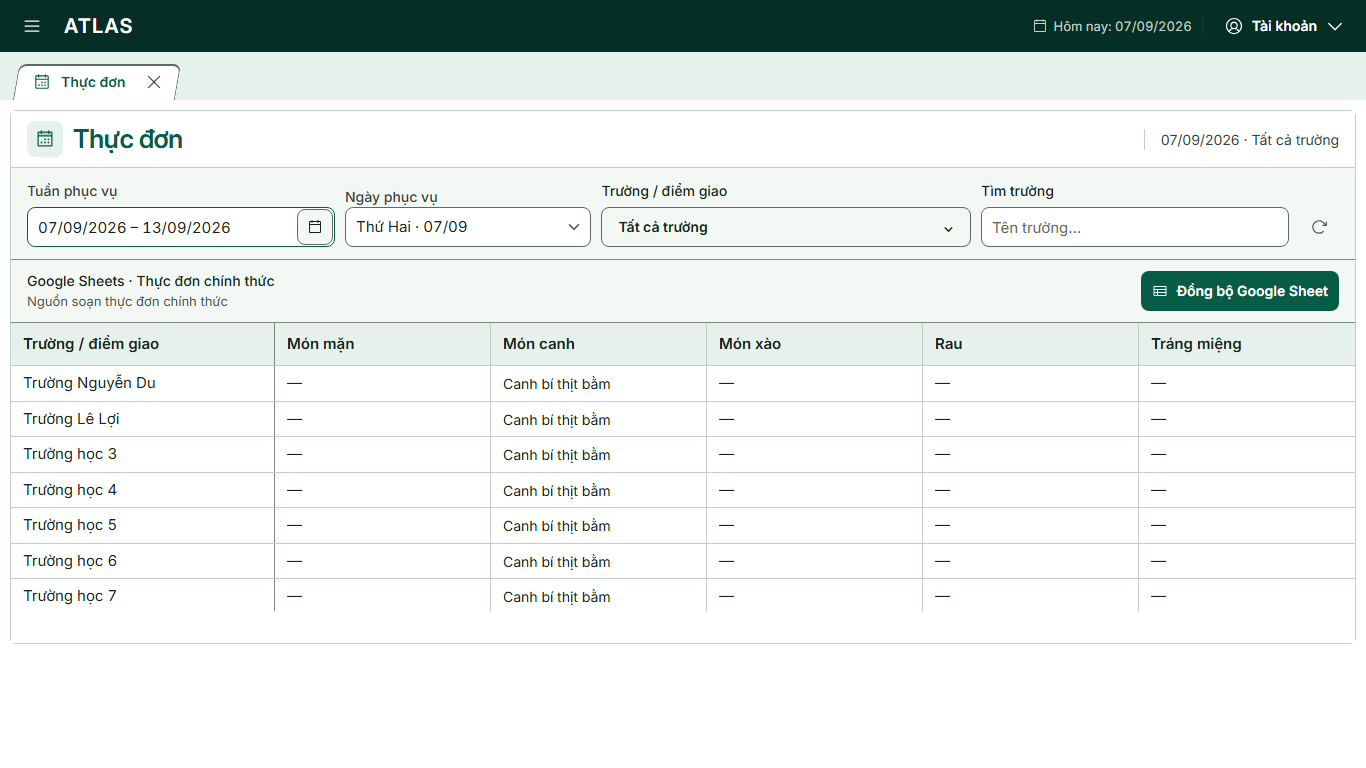 ATLAS
Hôm nay: 07/09/2026
Tài khoản
Thực đơn
Thực đơn
07/09/2026 · Tất cả trường
Tuần phục vụ
07/09/2026 – 13/09/2026
Ngày phục vụ
Thứ Hai · 07/09
Trường / điểm giao
Tất cả trường
Tìm trường
Tên trường...
Google Sheets · Thực đơn chính thức
Nguồn soạn thực đơn chính thức
Đồng bộ Google Sheet
Trường / điểm giao Món mặn Món canh Món xào Rau Tráng miệng
Trường Nguyễn Du — Canh bí thịt bằm — — —
Trường Lê Lợi — Canh bí thịt bằm — — —
Trường học 3 — Canh bí thịt bằm — — —
Trường học 4 — Canh bí thịt bằm — — —
Trường học 5 — Canh bí thịt bằm — — —
Trường học 6 — Canh bí thịt bằm — — —
Trường học 7 — Canh bí thịt bằm — — —